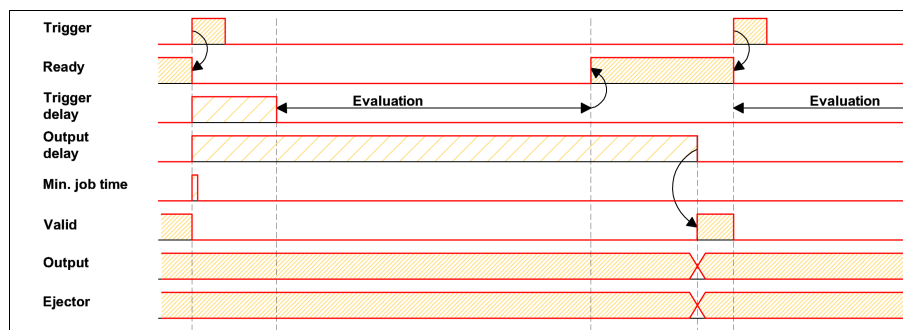 Trigger
Ready
Trigger
delay
Evaluation
Evaluation
Output
delay
Min. job time
Valid
Output
Ejector